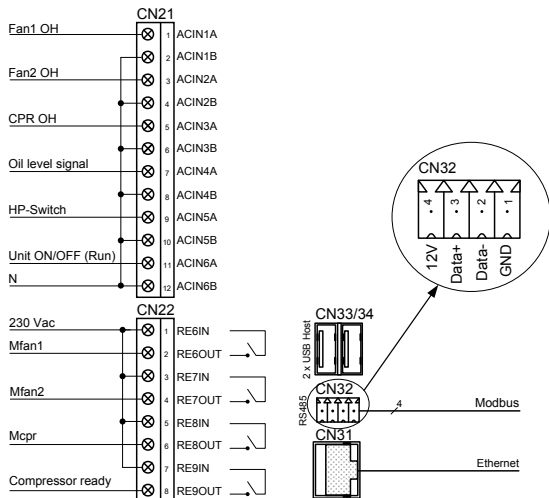 CN21
Fan1 OH 1 ACIN1A
2 ACIN1B
Fan2 OH 3 ACIN2A
4 ACIN2B
CPR OH 5 ACIN3A
6 ACIN3B
Oil level signal 7 ACIN4A
8 ACIN4B
HP-Switch 9 ACIN5A
10 ACIN5B
Unit ON/OFF (Run) 11 ACIN6A
N 12 ACIN6B
CN22
230 Vac 1 RE6IN
Mfan1 2 RE6OUT
3 RE7IN
Mfan2 4 RE7OUT
5 RE8IN
Mcpr 6 RE8OUT
7 RE9IN
Compressor ready 8 RE9OUT
CN32
4 3 2 1
12V Data+ Data- GND
CN33/34
2 x USB Host
CN32
RS485
4 Modbus
CN31
Ethernet